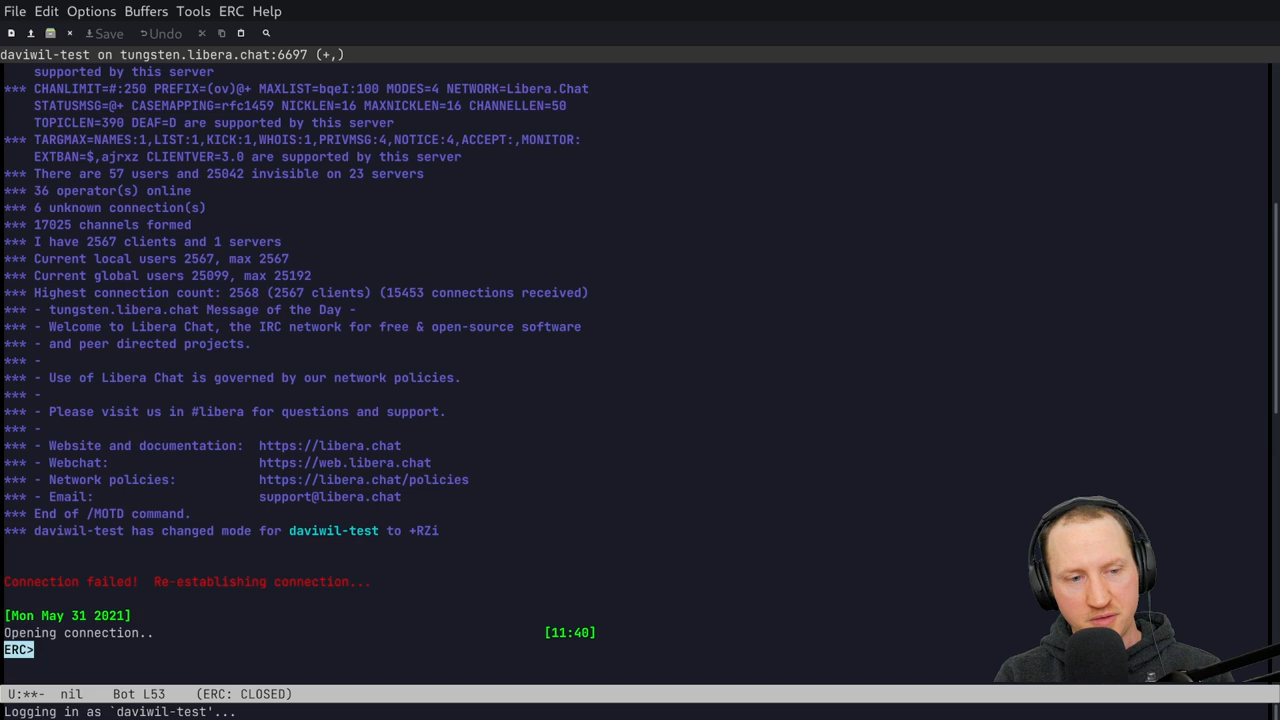 File Edit Options Buffers Tools ERC Help
Save Undo
daviwil-test on tungsten.libera.chat:6697 (+,)
supported by this server
*** CHANLIMIT=#:250 PREFIX=(ov)@+ MAXLIST=bqeI:100 MODES=4 NETWORK=Libera.Chat
STATUSMSG=@+ CASEMAPPING=rfc1459 NICKLEN=16 MAXNICKLEN=16 CHANNELLEN=50
TOPICLEN=390 DEAF=D are supported by this server
*** TARGMAX=NAMES:1,LIST:1,KICK:1,WHOIS:1,PRIVMSG:4,NOTICE:4,ACCEPT:,MONITOR:
EXTBAN=$,ajrxz CLIENTVER=3.0 are supported by this server
*** There are 57 users and 25042 invisible on 23 servers
*** 36 operator(s) online
*** 6 unknown connection(s)
*** 17025 channels formed
*** I have 2567 clients and 1 servers
*** Current local users 2567, max 2567
*** Current global users 25099, max 25192
*** Highest connection count: 2568 (2567 clients) (15453 connections received)
*** - tungsten.libera.chat Message of the Day -
*** - Welcome to Libera Chat, the IRC network for free & open-source software
*** - and peer directed projects.
*** -
*** - Use of Libera Chat is governed by our network policies.
*** -
*** - Please visit us in #libera for questions and support.
*** -
*** - Website and documentation: https://libera.chat
*** - Webchat: https://web.libera.chat
*** - Network policies: https://libera.chat/policies
*** - Email: support@libera.chat
*** End of /MOTD command.
*** daviwil-test has changed mode for daviwil-test to +RZi
Connection failed! Re-establishing connection...
[Mon May 31 2021]
Opening connection.. [11:40]
ERC>
U:**- nil Bot L53 (ERC: CLOSED)
Logging in as `daviwil-test'...